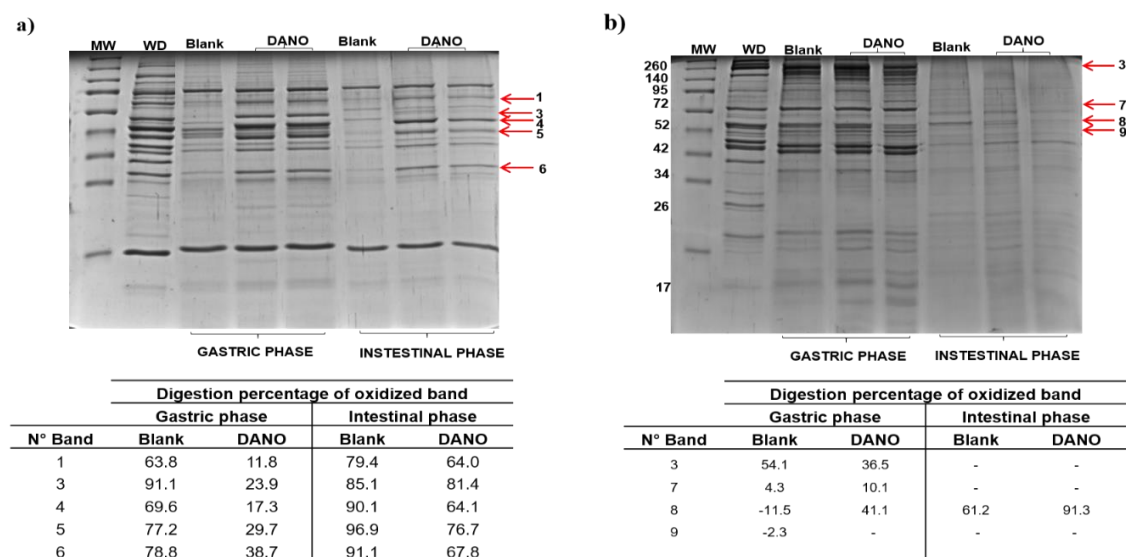 a)
MW WD Blank DANO Blank DANO
1
3
4
5
6
GASTRIC PHASE INSTESTINAL PHASE
Digestion percentage of oxidized band
Gastric phase Intestinal phase
N° Band Blank DANO Blank DANO
1 63.8 11.8 79.4 64.0
3 91.1 23.9 85.1 81.4
4 69.6 17.3 90.1 64.1
5 77.2 29.7 96.9 76.7
6 78.8 38.7 91.1 67.8
b)
MW WD Blank DANO Blank DANO
260 3
140
95
72 7
52 8
9
42
34
26
17
GASTRIC PHASE INSTESTINAL PHASE
Digestion percentage of oxidized band
Gastric phase Intestinal phase
N° Band Blank DANO Blank DANO
3 54.1 36.5 - -
7 4.3 10.1 - -
8 -11.5 41.1 61.2 91.3
9 -2.3 - - -